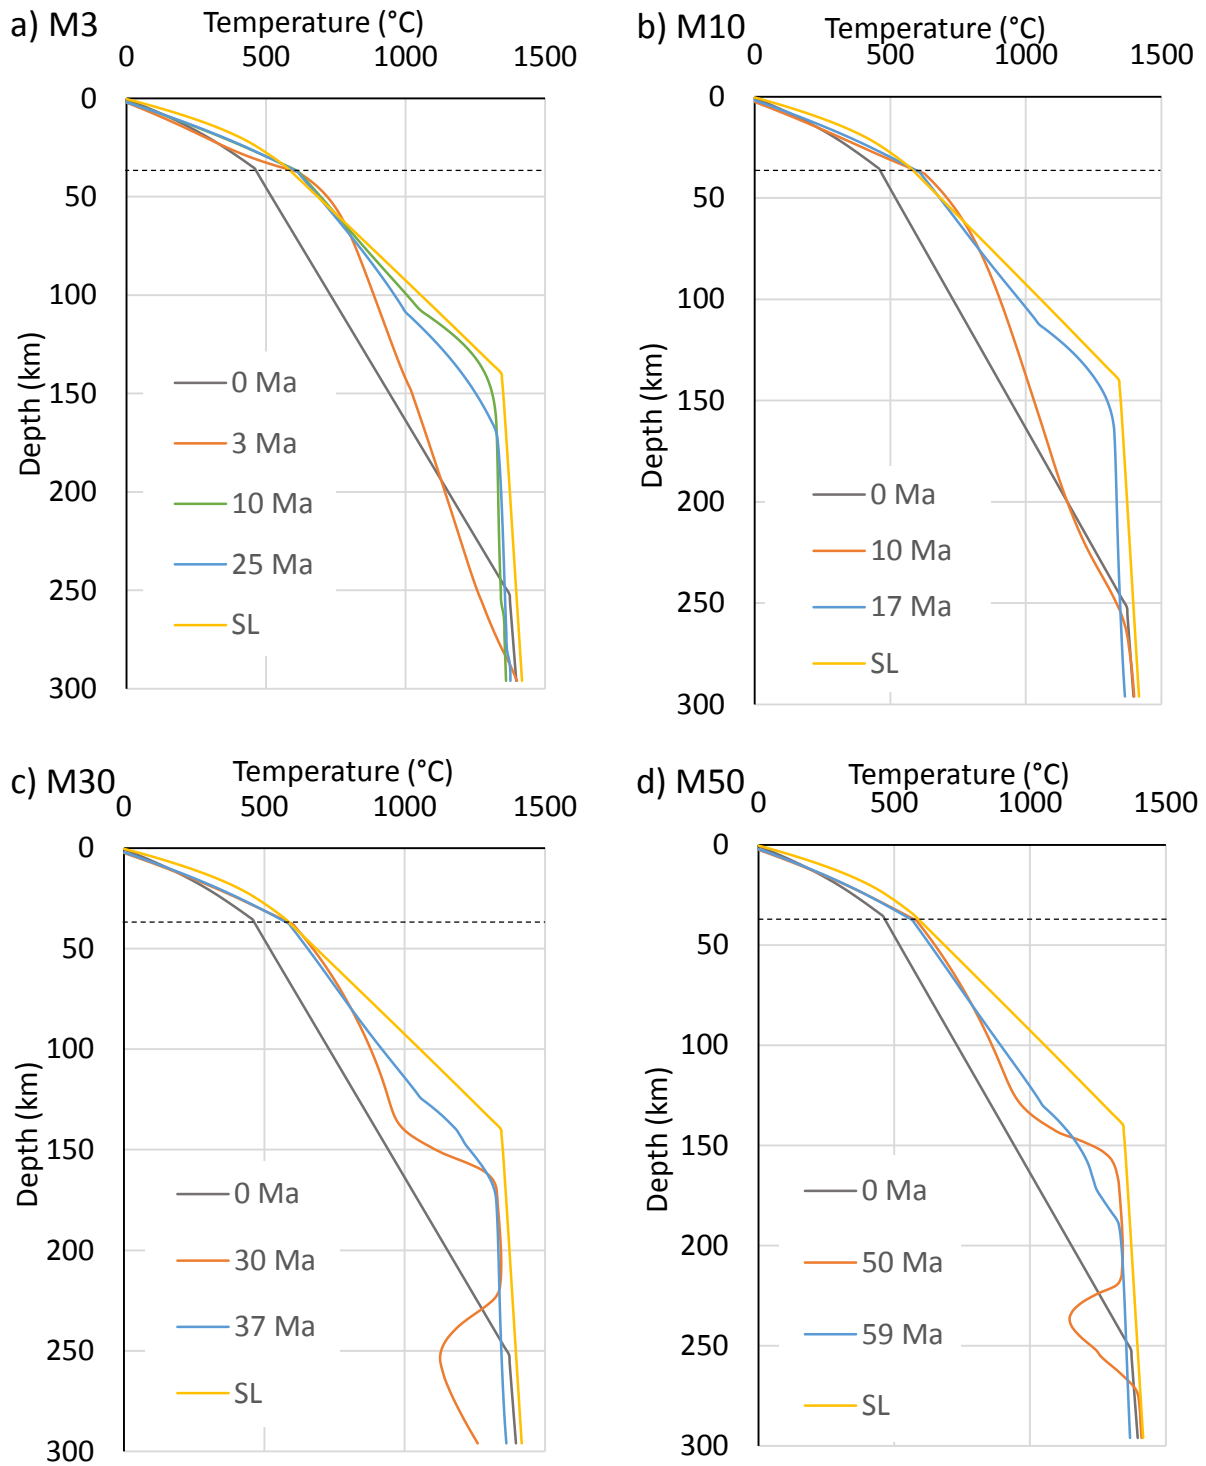 a) M3
Temperature (°C)
0 500 1000 1500
0
50
100
150
200
250
300
Depth (km)
0 Ma
3 Ma
10 Ma
25 Ma
SL
b) M10
Temperature (°C)
0 500 1000 1500
0
50
100
150
200
250
300
Depth (km)
0 Ma
10 Ma
17 Ma
SL
c) M30
Temperature (°C)
0 500 1000 1500
0
50
100
150
200
250
300
Depth (km)
0 Ma
30 Ma
37 Ma
SL
d) M50
Temperature (°C)
0 500 1000 1500
0
50
100
150
200
250
300
Depth (km)
0 Ma
50 Ma
59 Ma
SL